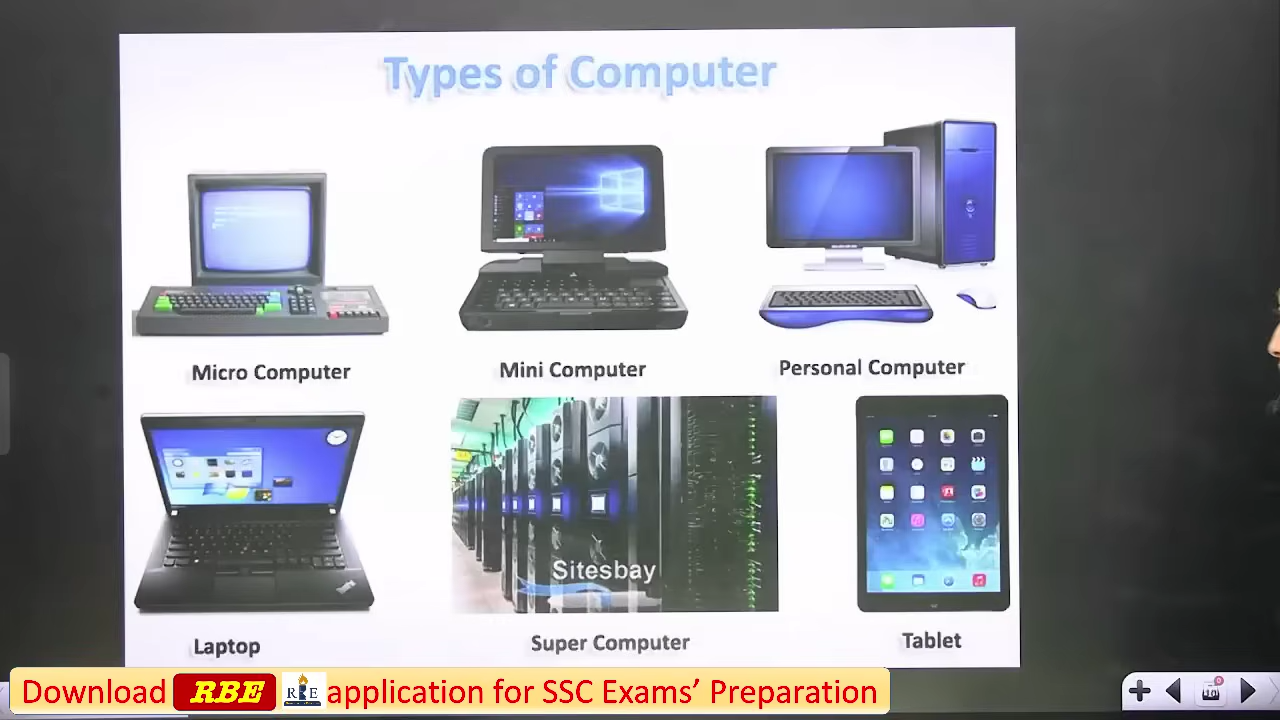 Types of Computer
Micro Computer
Mini Computer
Personal Computer
Sitesbay
Laptop
Super Computer
Tablet
Download RBE RBE application for SSC Exams’ Preparation